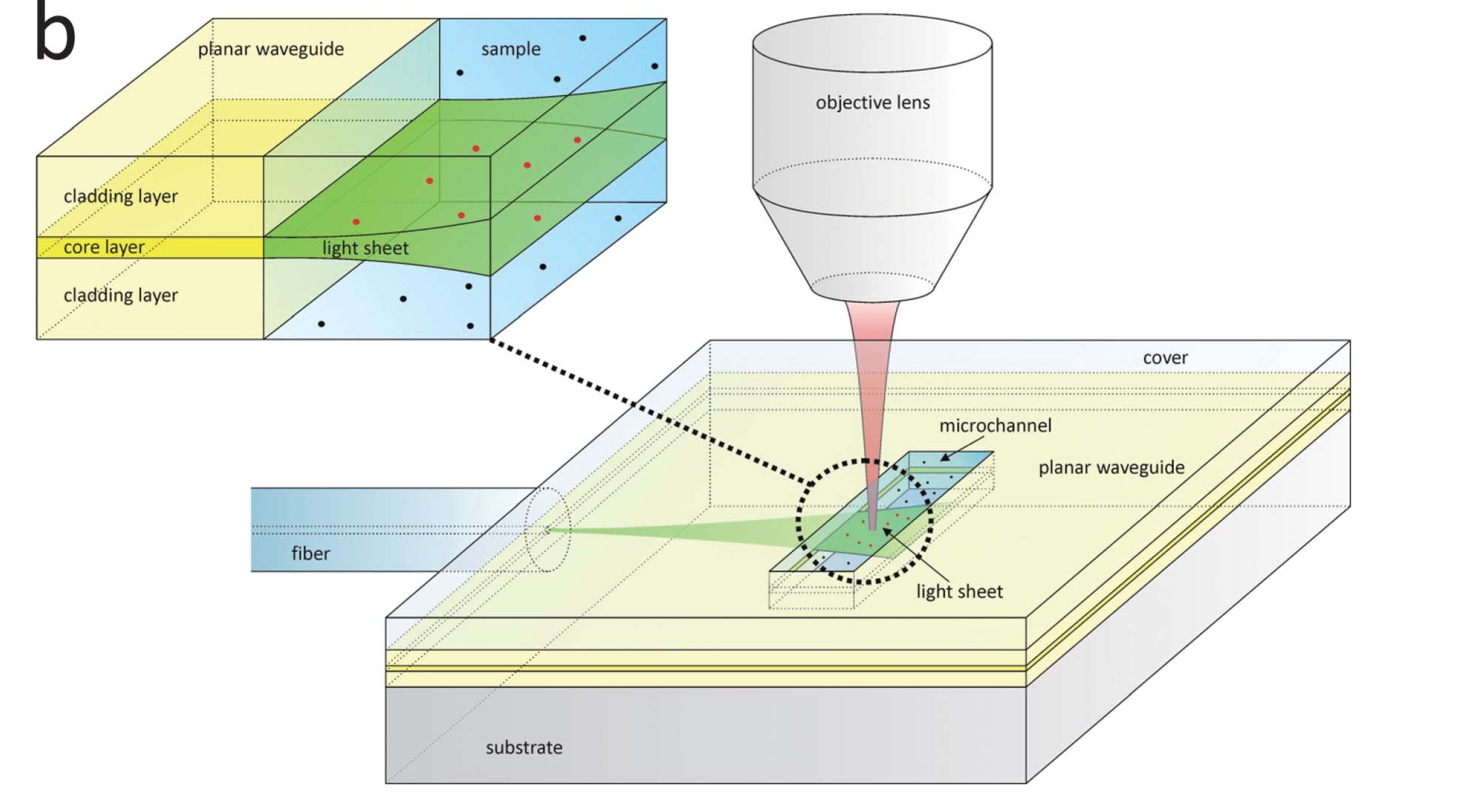 b
planar waveguide
sample
objective lens
cladding layer
core layer
light sheet
cladding layer
cover
microchannel
planar waveguide
fiber
light sheet
substrate